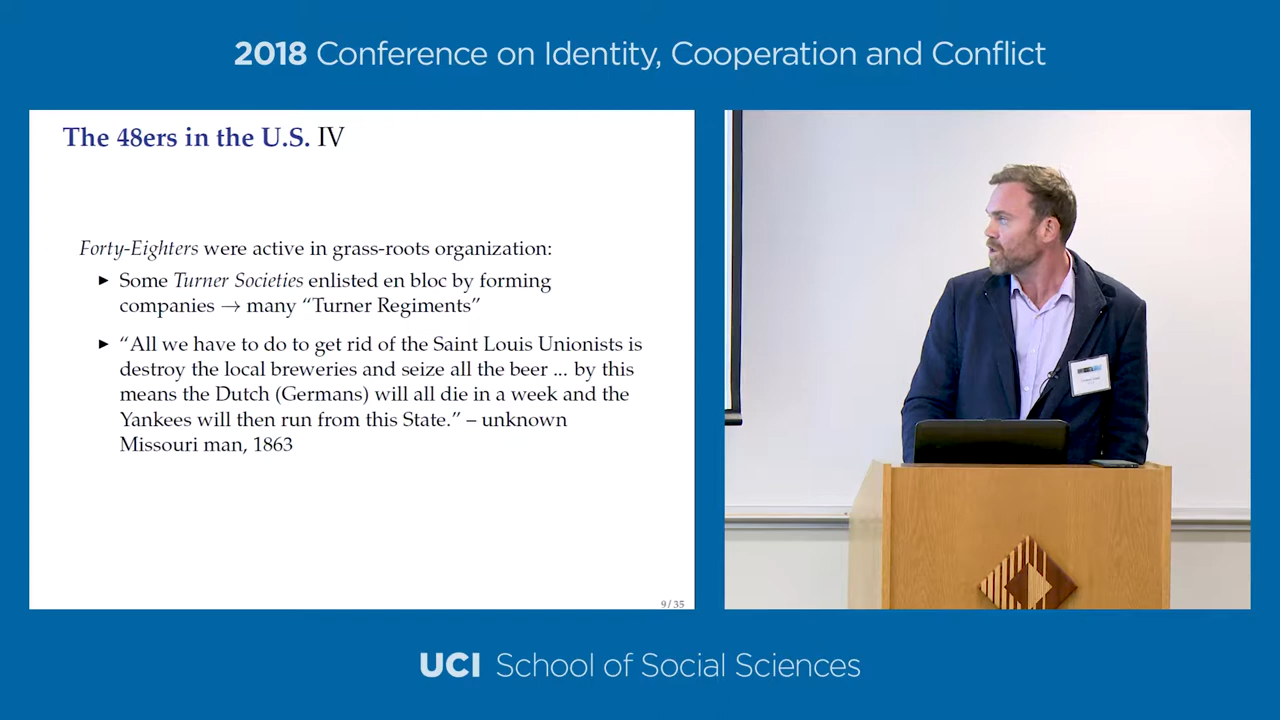 2018 Conference on Identity, Cooperation and Conflict
The 48ers in the U.S. IV
Forty-Eighters were active in grass-roots organization:
▶ Some Turner Societies enlisted en bloc by forming
companies → many “Turner Regiments”
▶ “All we have to do to get rid of the Saint Louis Unionists is
destroy the local breweries and seize all the beer ... by this
means the Dutch (Germans) will all die in a week and the
Yankees will then run from this State.” – unknown
Missouri man, 1863
9 / 35
UCI School of Social Sciences